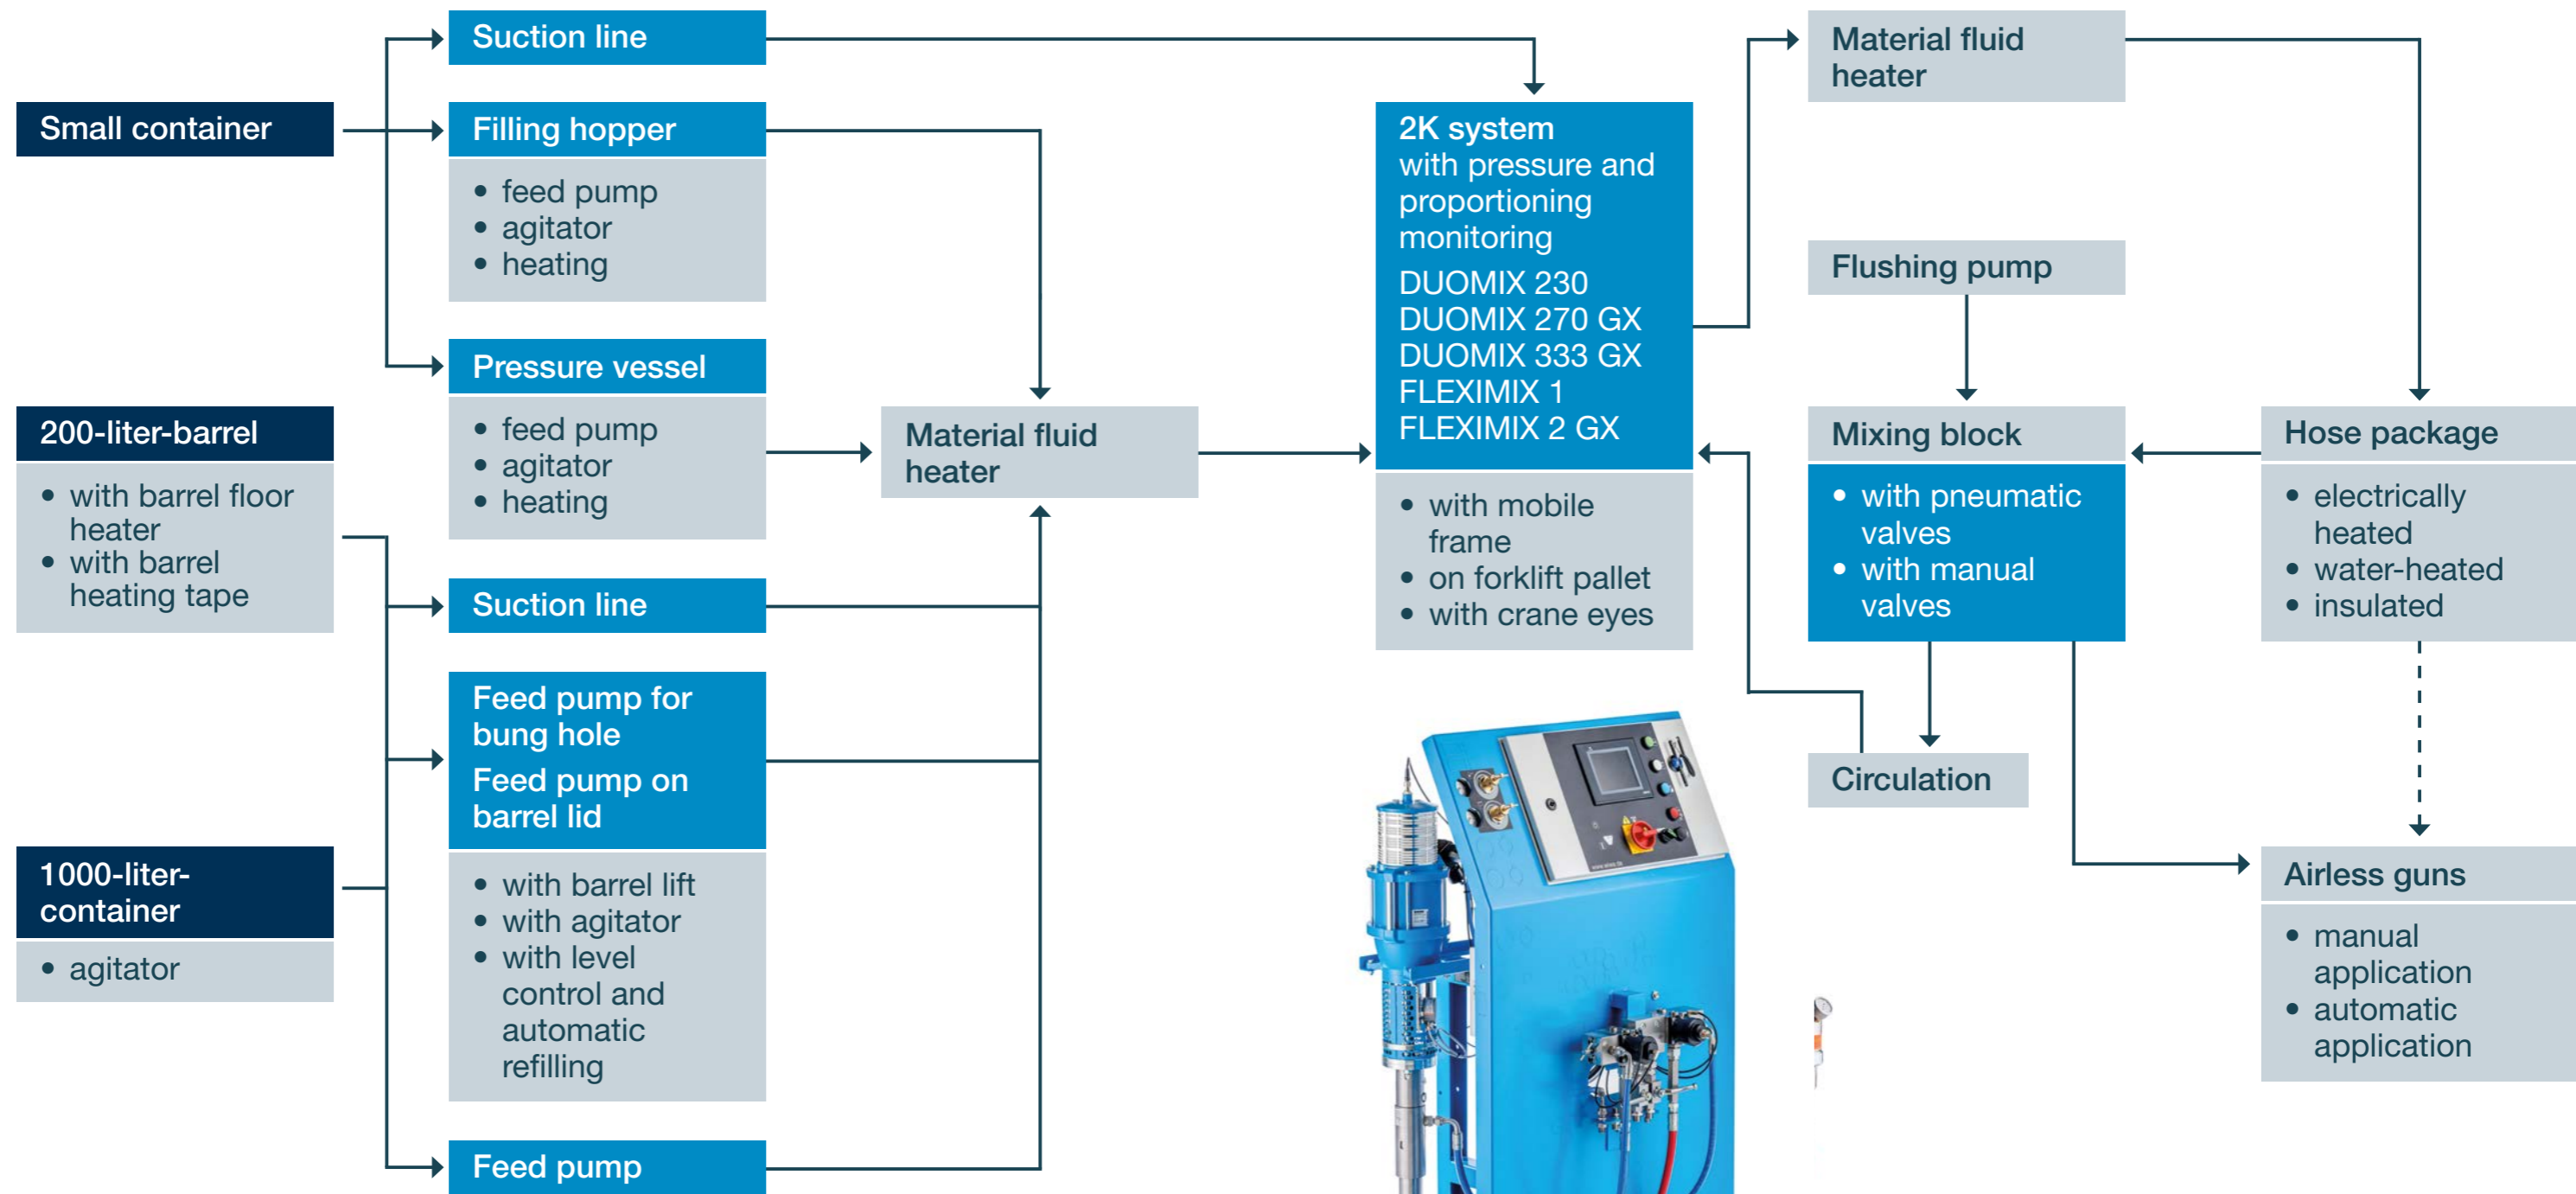 Small container
200-liter-barrel
• with barrel floor
heater
• with barrel
heating tape
1000-liter-
container
• agitator
Suction line
Filling hopper
• feed pump
• agitator
• heating
Pressure vessel
• feed pump
• agitator
• heating
Suction line
Feed pump for
bung hole
Feed pump on
barrel lid
• with barrel lift
• with agitator
• with level
control and
automatic
refilling
Feed pump
Material fluid
heater
2K system
with pressure and
proportioning
monitoring
DUOMIX 230
DUOMIX 270 GX
DUOMIX 333 GX
FLEXIMIX 1
FLEXIMIX 2 GX
• with mobile
frame
• on forklift pallet
• with crane eyes
Material fluid
heater
Flushing pump
Mixing block
• with pneumatic
valves
• with manual
valves
Circulation
Hose package
• electrically
heated
• water-heated
• insulated
Airless guns
• manual
application
• automatic
application